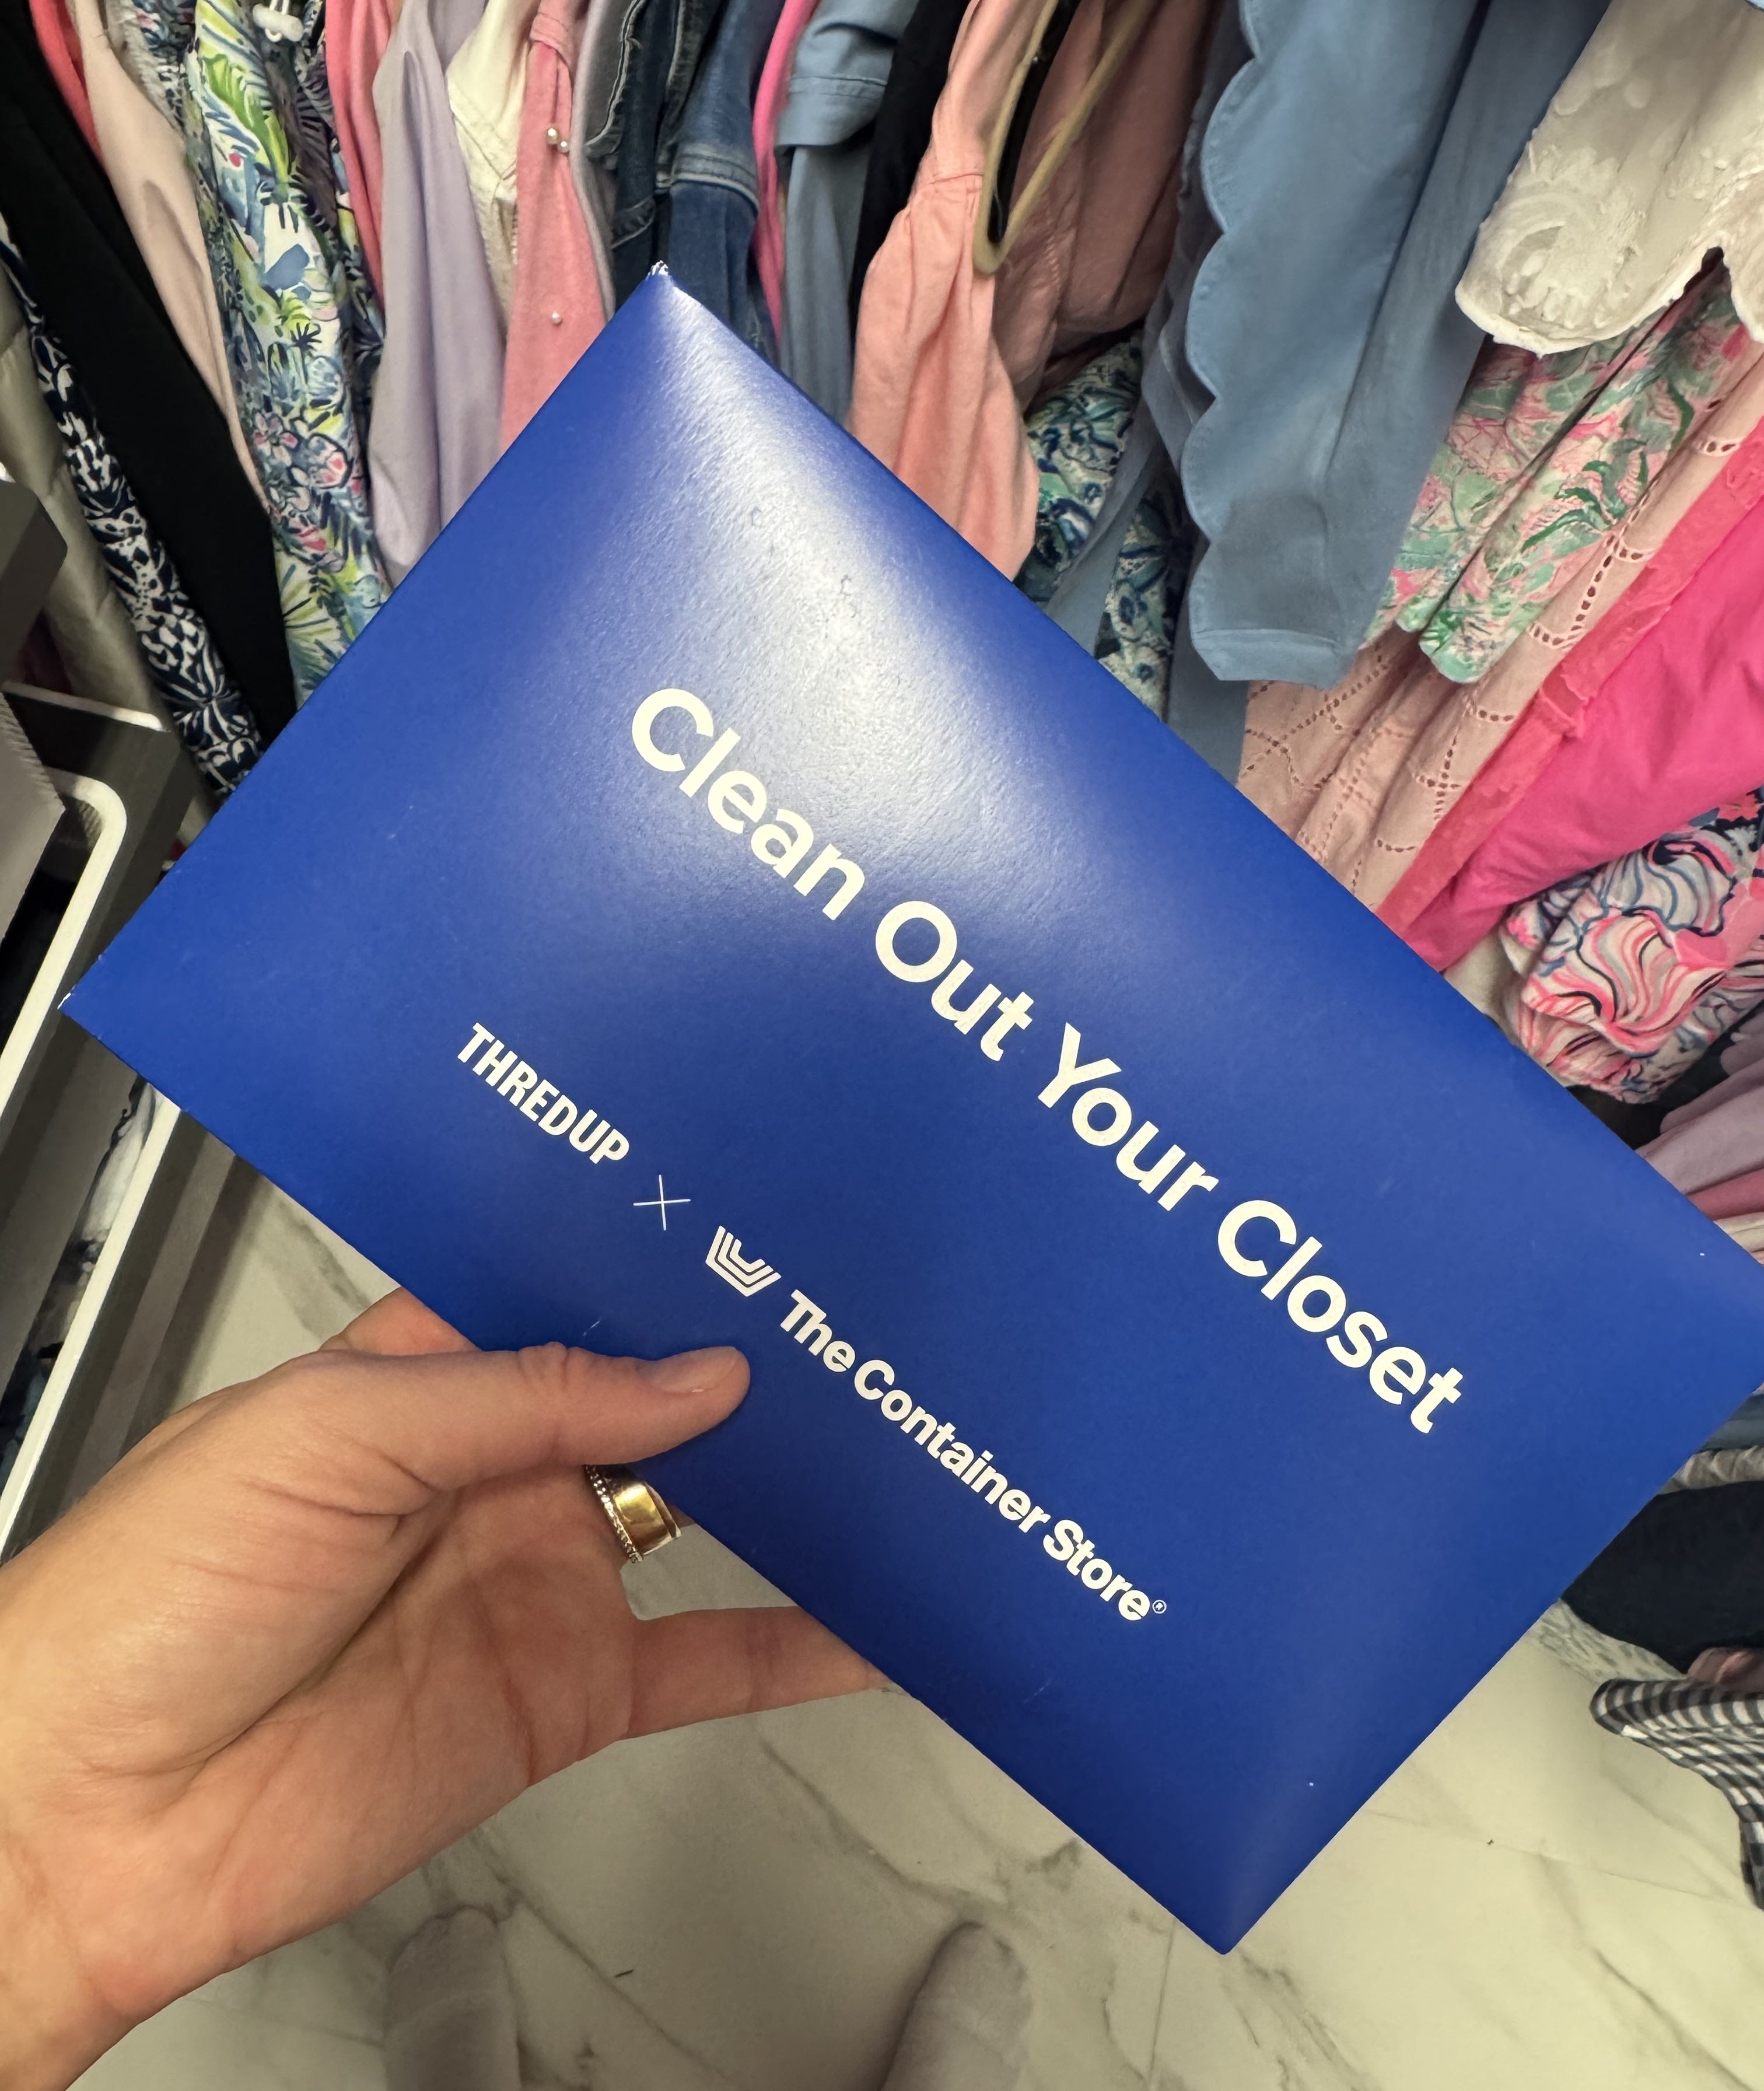 Clean Out Your Closet
THREDUP
The Container Store®